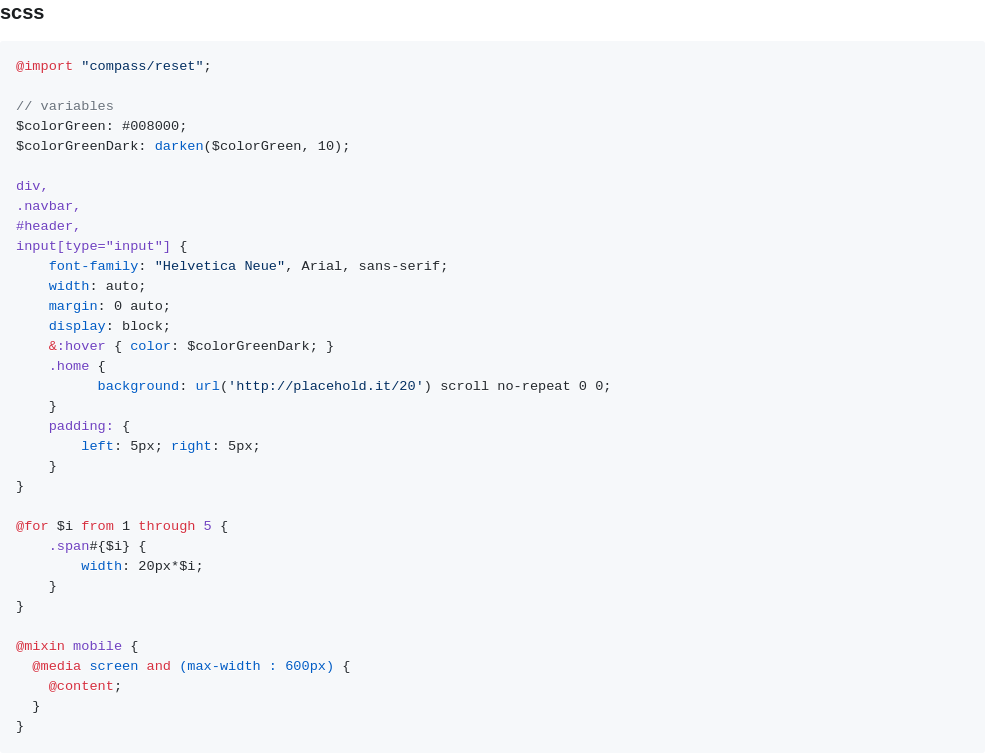 scss
@import "compass/reset";
// variables
$colorGreen: #008000;
$colorGreenDark: darken($colorGreen, 10);
div,
.navbar,
#header,
input[type="input"] {
    font-family: "Helvetica Neue", Arial, sans-serif;
    width: auto;
    margin: 0 auto;
    display: block;
    &:hover { color: $colorGreenDark; }
    .home {
          background: url('http://placehold.it/20') scroll no-repeat 0 0;
    }
    padding: {
        left: 5px; right: 5px;
    }
}
@for $i from 1 through 5 {
    .span#{$i} {
        width: 20px*$i;
    }
}
@mixin mobile {
  @media screen and (max-width : 600px) {
    @content;
  }
}